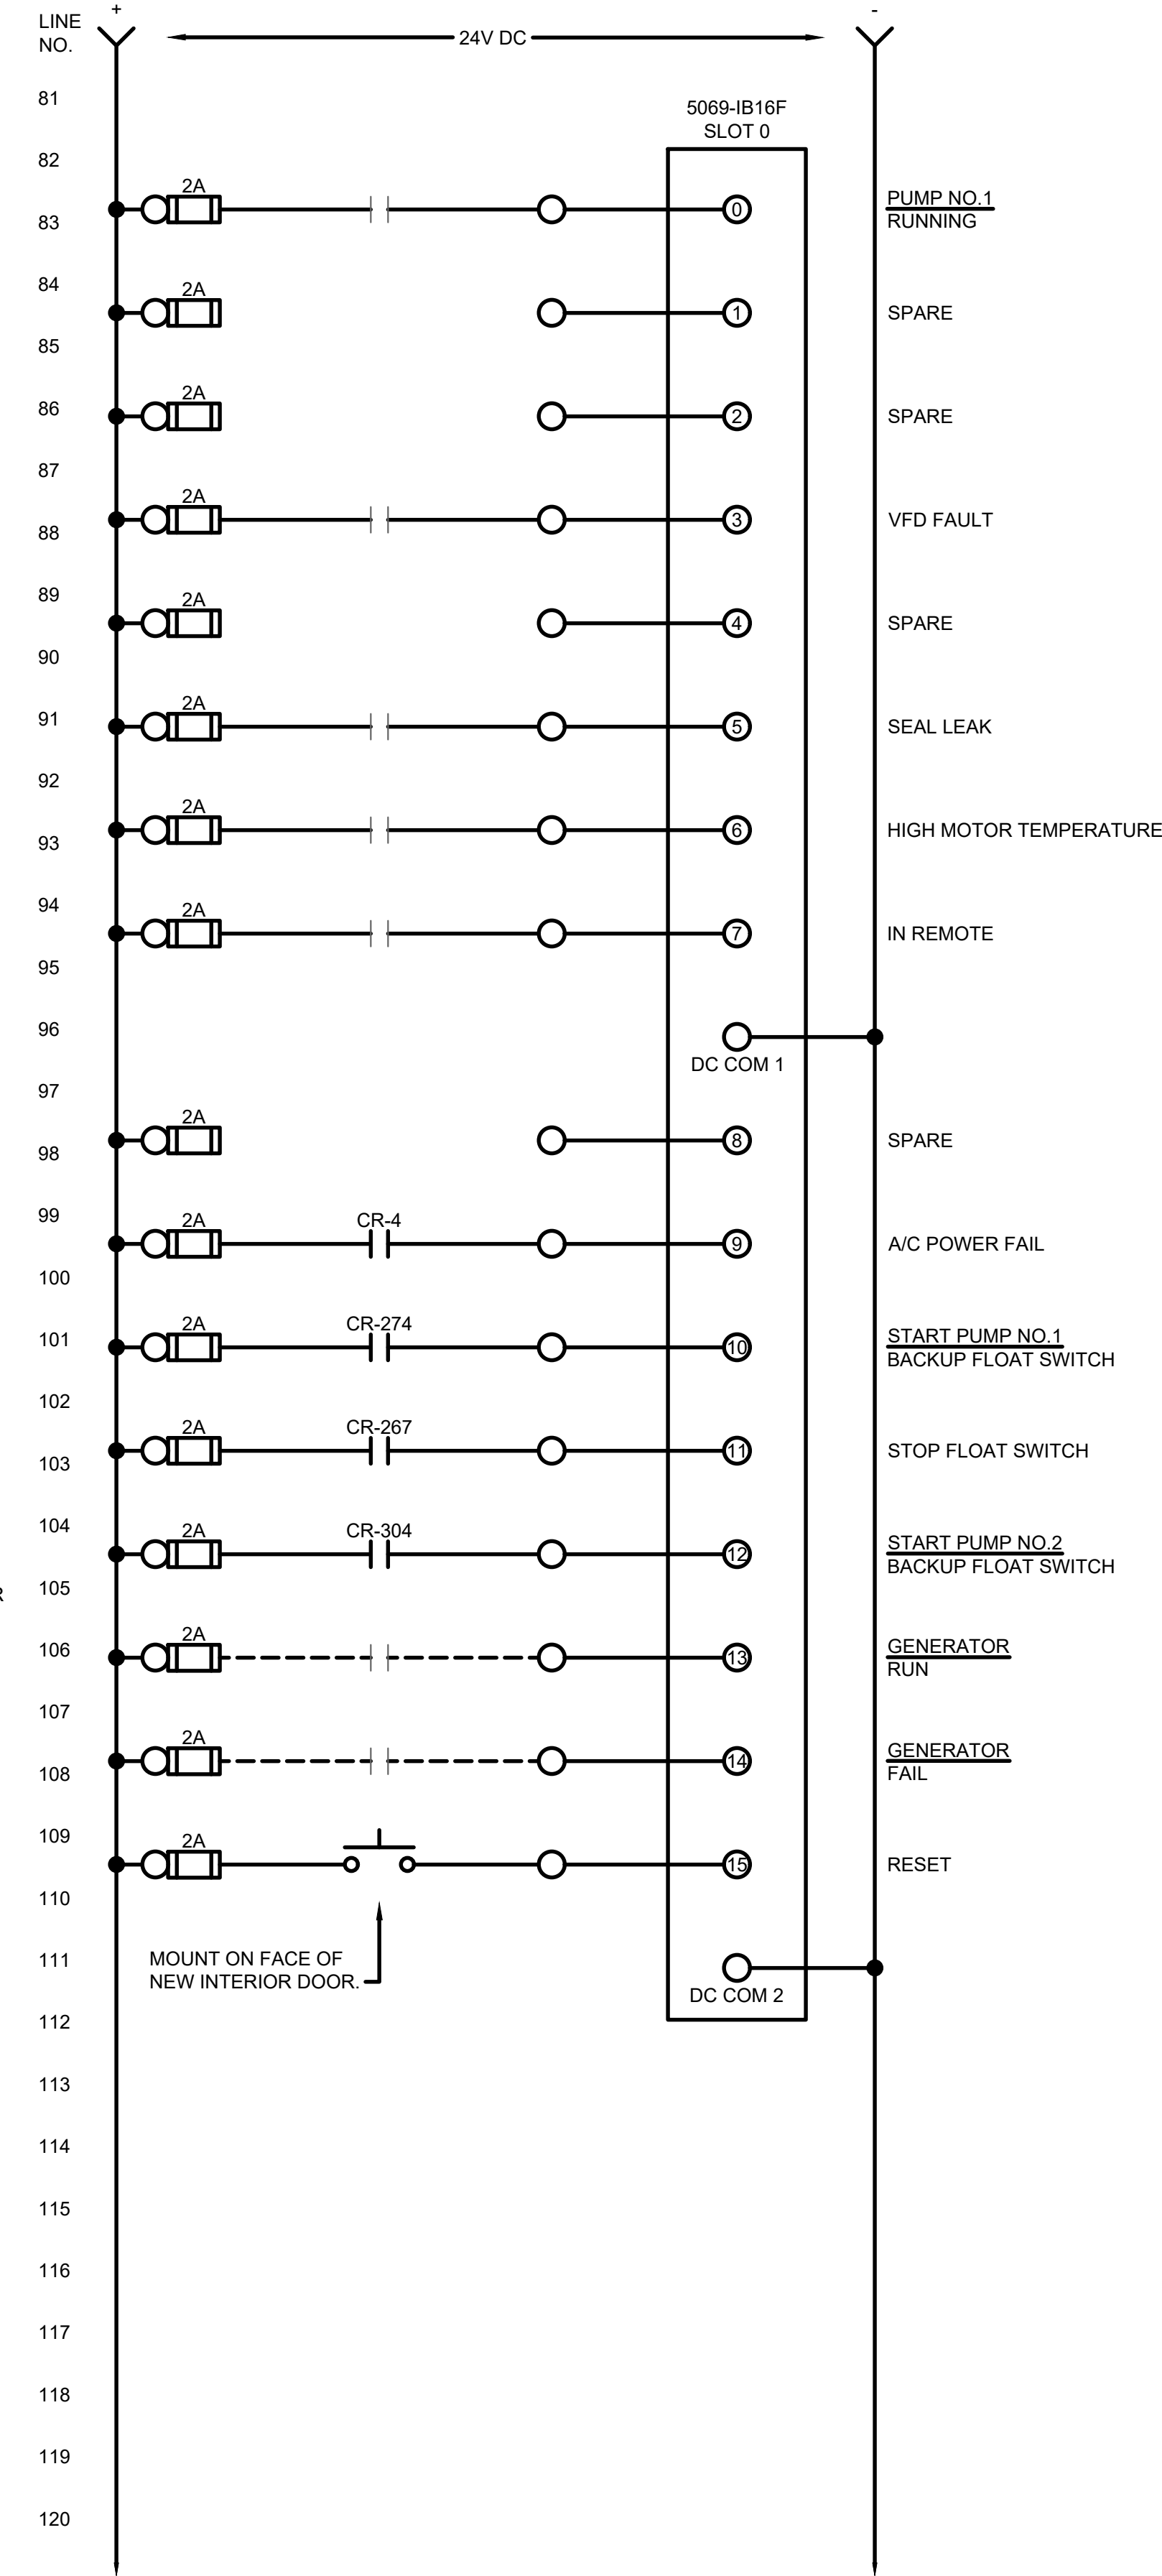 LINE
NO.
+
24V DC
-
81
5069-IB16F
SLOT 0
82
2A
0
PUMP NO.1
RUNNING
83
84
2A
1
SPARE
85
86
2A
2
SPARE
87
2A
3
VFD FAULT
88
89
2A
4
SPARE
90
91
2A
5
SEAL LEAK
92
2A
6
HIGH MOTOR TEMPERATURE
93
94
2A
7
IN REMOTE
95
96
DC COM 1
97
2A
8
SPARE
98
99
2A
CR-4
9
A/C POWER FAIL
100
101
2A
CR-274
10
START PUMP NO.1
BACKUP FLOAT SWITCH
102
2A
CR-267
11
STOP FLOAT SWITCH
103
104
2A
CR-304
12
START PUMP NO.2
BACKUP FLOAT SWITCH
R
105
106
2A
13
GENERATOR
RUN
107
2A
14
GENERATOR
FAIL
108
109
2A
15
RESET
110
111
MOUNT ON FACE OF
NEW INTERIOR DOOR.
DC COM 2
112
113
114
115
116
117
118
119
120